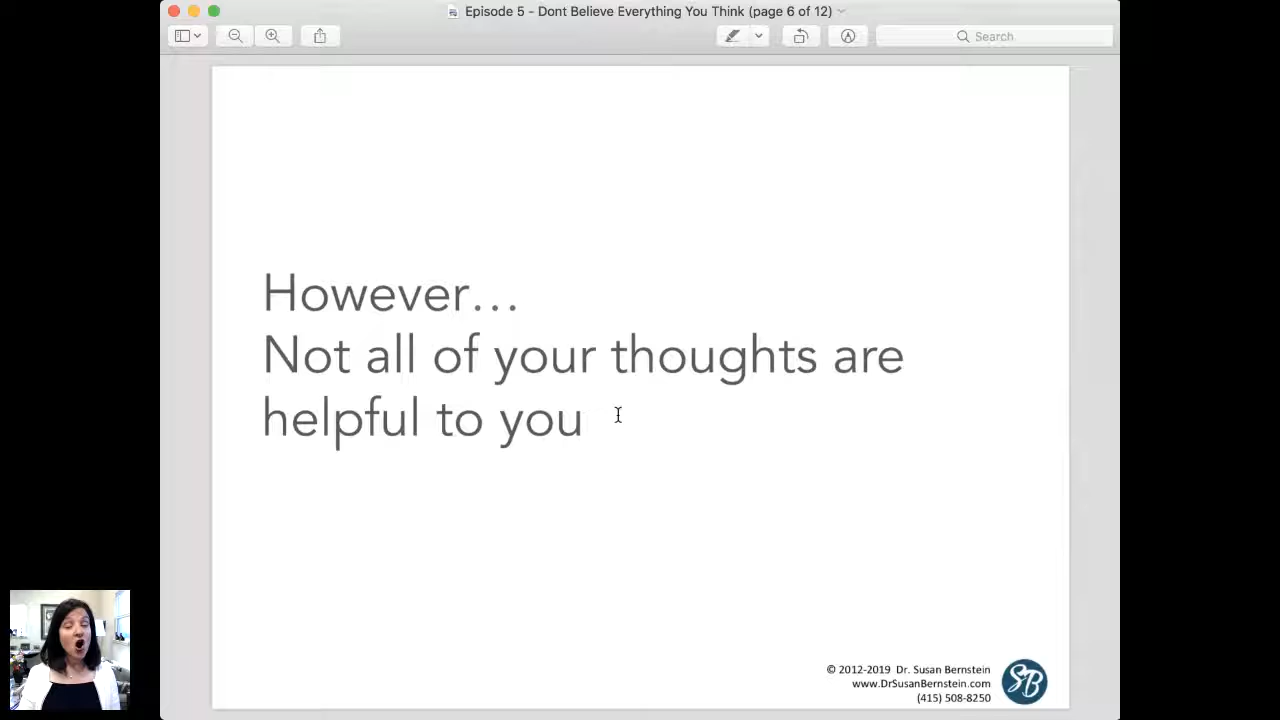 Episode 5 - Dont Believe Everything You Think (page 6 of 12)
Search
However...
Not all of your thoughts are
helpful to you
© 2012-2019 Dr. Susan Bernstein
www.DrSusanBernstein.com
(415) 508-8250
SB